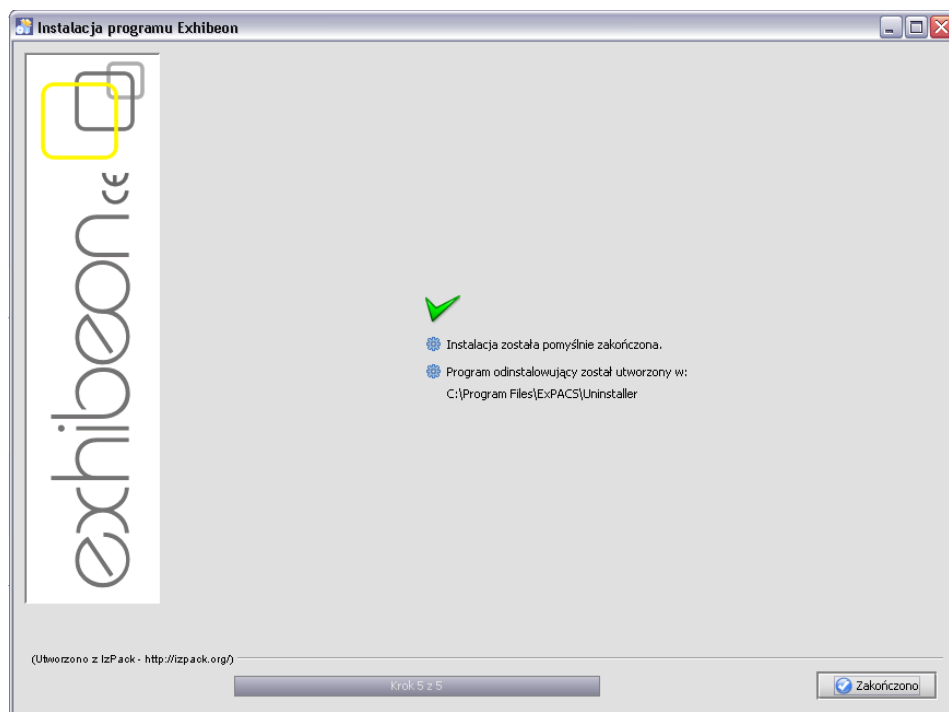 Instalacja programu Exhibeon
exhibeon CE
Instalacja została pomyślnie zakończona.
Program odinstalowujący został utworzony w:
C:\Program Files\ExPACS\Uninstaller
(Utworzono z IzPack - http://izpack.org/)
Krok 5 z 5
Zakończono